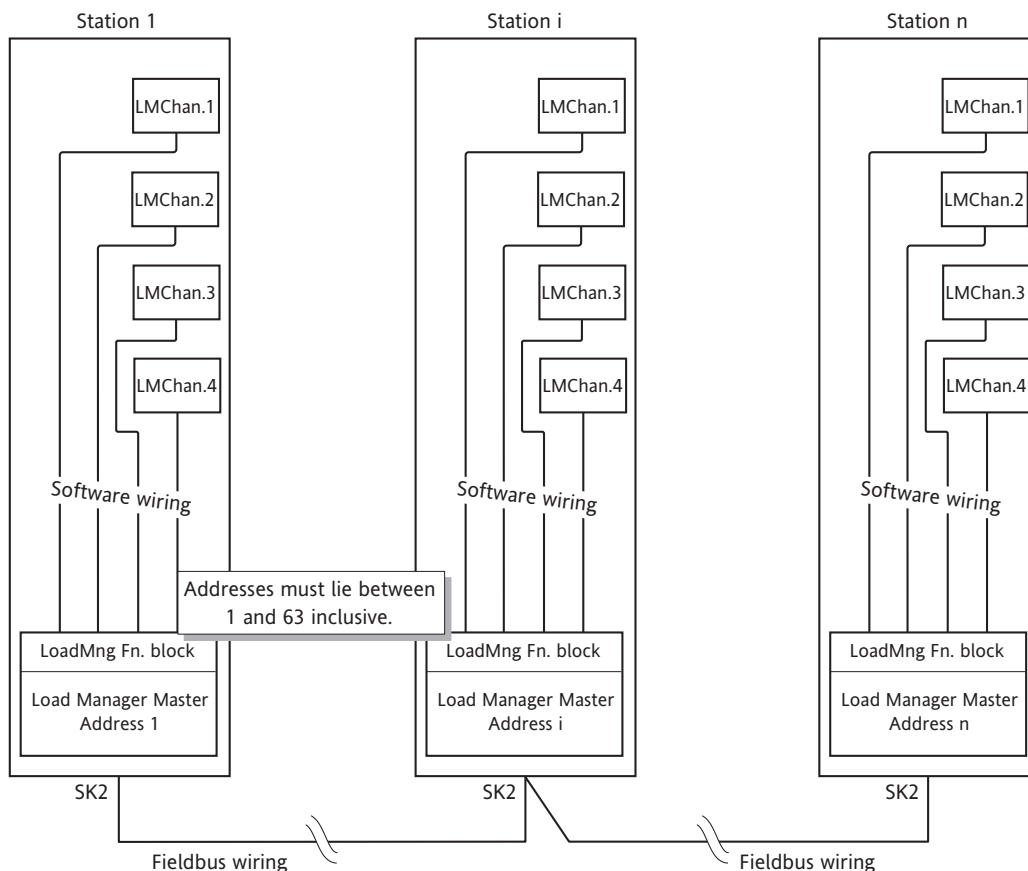 Station 1
LMChan.1
LMChan.2
LMChan.3
LMChan.4
Software wiring
LoadMng Fn. block
Load Manager Master
Address 1
SK2
Station i
LMChan.1
LMChan.2
LMChan.3
LMChan.4
Software wiring
Addresses must lie between
1 and 63 inclusive.
LoadMng Fn. block
Load Manager Master
Address i
SK2
Station n
LMChan.1
LMChan.2
LMChan.3
LMChan.4
Software wiring
LoadMng Fn. block
Load Manager Master
Address n
SK2
Fieldbus wiring
Fieldbus wiring